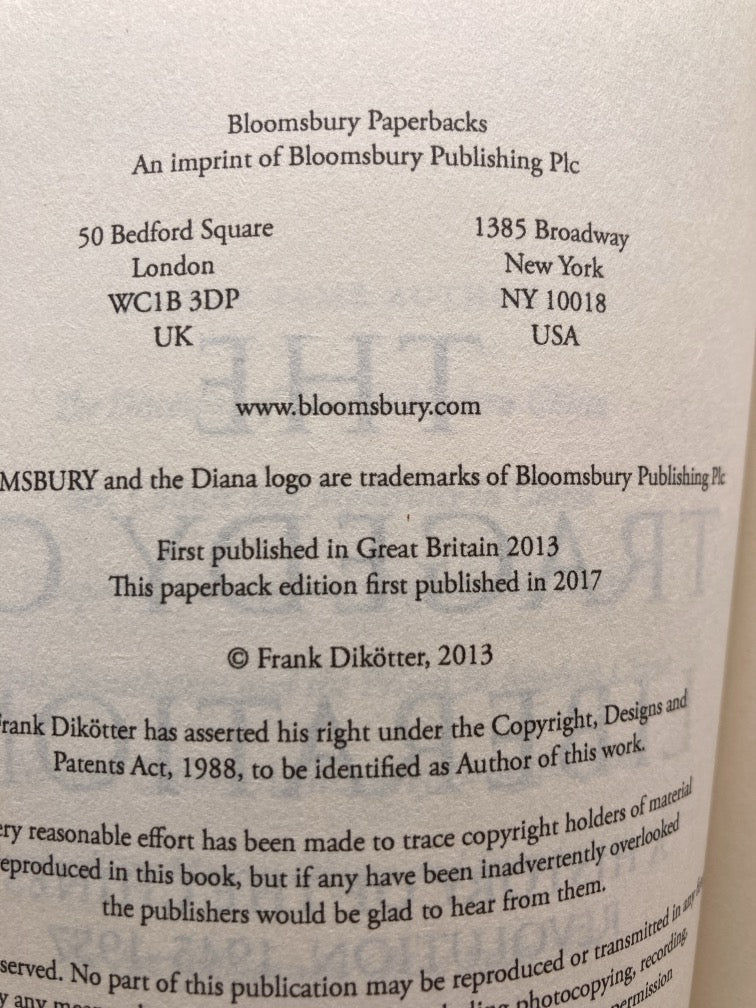 Bloomsbury Paperbacks
An imprint of Bloomsbury Publishing Plc
50 Bedford Square
London
WC1B 3DP
UK
1385 Broadway
New York
NY 10018
USA
www.bloomsbury.com
MSBURY and the Diana logo are trademarks of Bloomsbury Publishing Plc
First published in Great Britain 2013
This paperback edition first published in 2017
© Frank Dikötter, 2013
rank Dikötter has asserted his right under the Copyright, Designs and
Patents Act, 1988, to be identified as Author of this work.
ery reasonable effort has been made to trace copyright holders of material
eproduced in this book, but if any have been inadvertently overlooked
the publishers would be glad to hear from them.
served. No part of this publication may be reproduced or transmitted in any
photocopying, recording,
permission